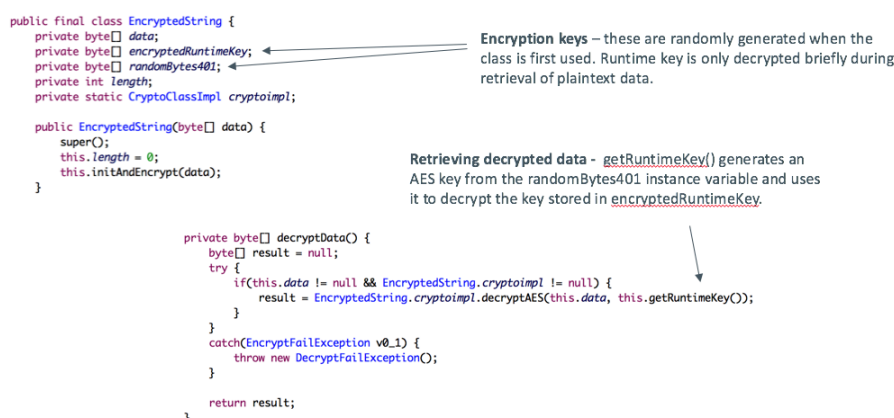 public final class EncryptedString {
    private byte[] data;
    private byte[] encryptedRuntimeKey;
    private byte[] randomBytes401;
    private int length;
    private static CryptoClassImpl cryptoimpl;
    public EncryptedString(byte[] data) {
        super();
        this.length = 0;
        this.initAndEncrypt(data);
    }
Encryption keys – these are randomly generated when the
class is first used. Runtime key is only decrypted briefly during
retrieval of plaintext data.
Retrieving decrypted data - getRuntimeKey() generates an
AES key from the randomBytes401 instance variable and uses
it to decrypt the key stored in encryptedRuntimeKey.
private byte[] decryptData() {
    byte[] result = null;
    try {
        if(this.data != null && EncryptedString.cryptoimpl != null) {
            result = EncryptedString.cryptoimpl.decryptAES(this.data, this.getRuntimeKey());
        }
    }
    catch(EncryptFailException v0_1) {
        throw new DecryptFailException();
    }
    return result;
}